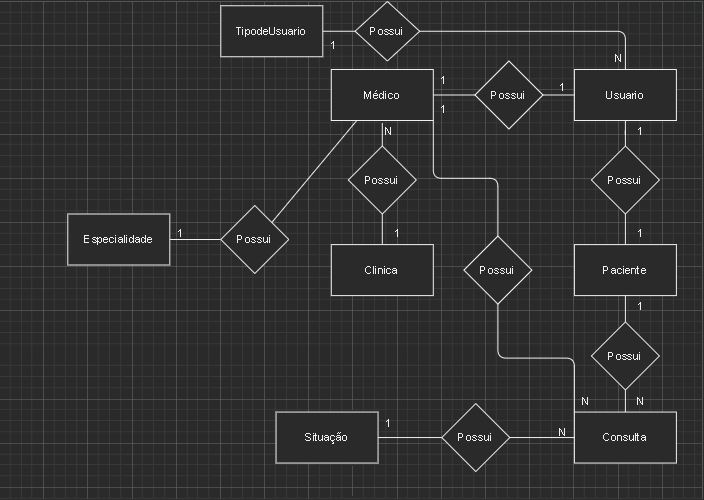 TipodeUsuario
1
Possui
N
Médico
1
1
Possui
1
Usuario
N
1
Possui
Possui
Especialidade
1
Possui
1
1
Clinica
Possui
Paciente
1
Possui
Situação
1
Possui
N
N
N
Consulta